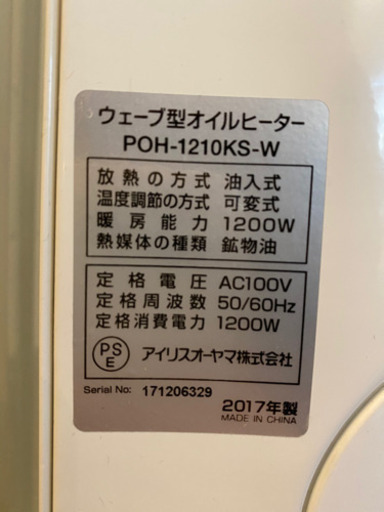 ウェーブ型オイルヒーター
POH-1210KS-W
放熱の方式 油入式
温度調節の方式 可変式
暖房能力 1200W
熱媒体の種類 鉱物油
定格電圧 AC100V
定格周波数 50/60Hz
定格消費電力 1200W
PSE アイリスオーヤマ株式会社
Serial No: 171206329
2017年製
MADE IN CHINA